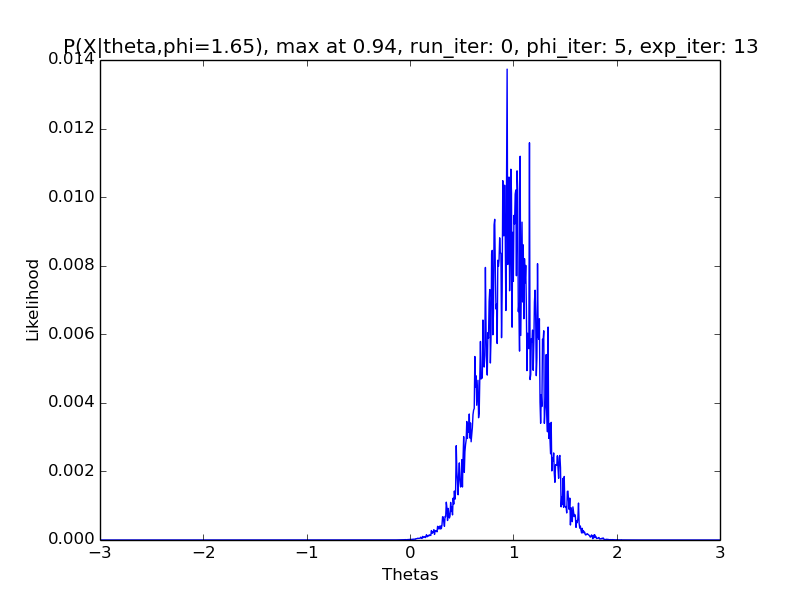 P(X|theta,phi=1.65), max at 0.94, run_iter: 0, phi_iter: 5, exp_iter: 13
0.014
0.012
0.010
0.008
0.006
0.004
0.002
0.000
Likelihood
−3 −2 −1 0 1 2 3
Thetas